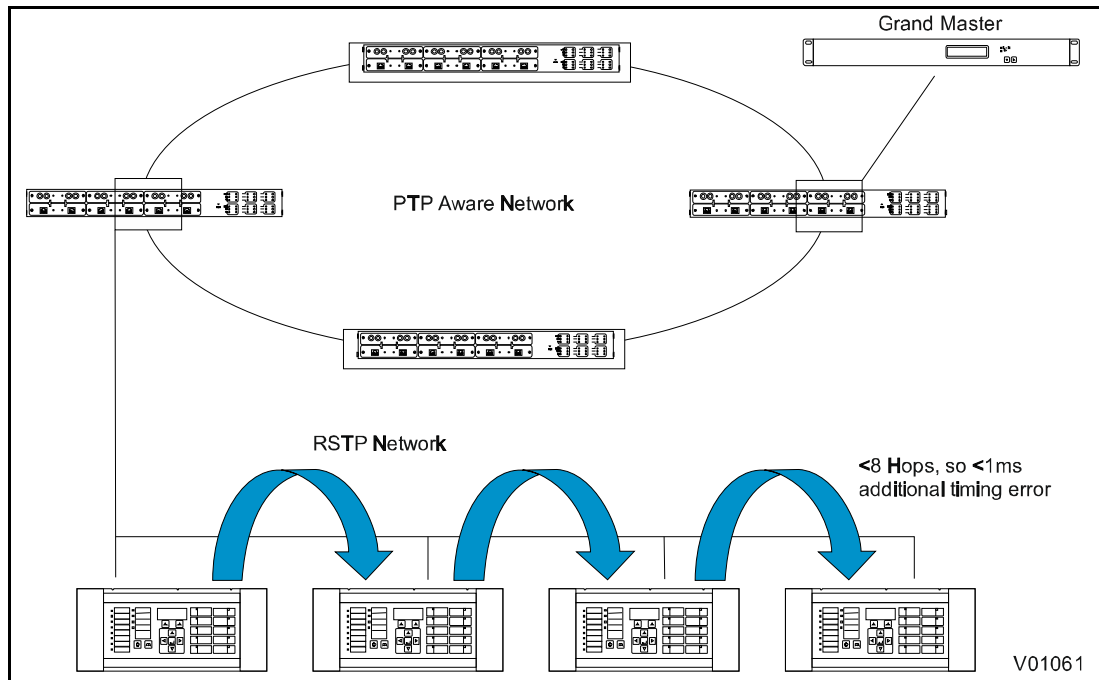 Grand Master
PTP Aware Network
RSTP Network
<8 Hops, so <1ms
additional timing error
V01061